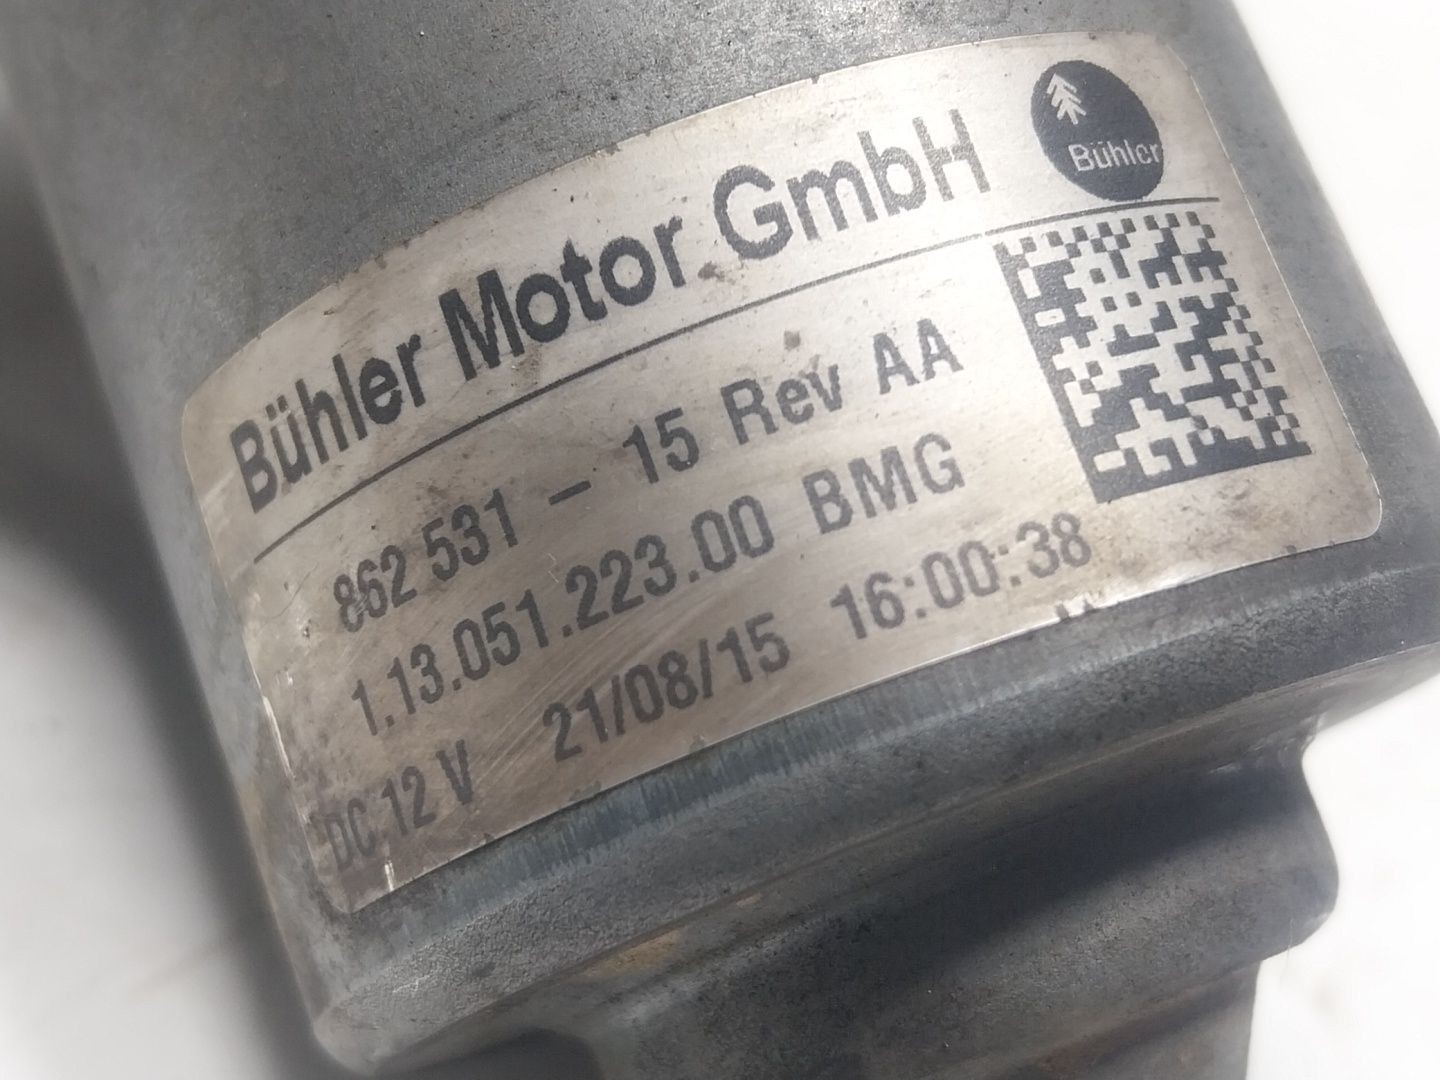 Bühler Motor GmbH
Bühler
862 531 - 15 Rev AA
1.13.051.223.00 BMG
DC 12 V 21/08/15 16:00:38